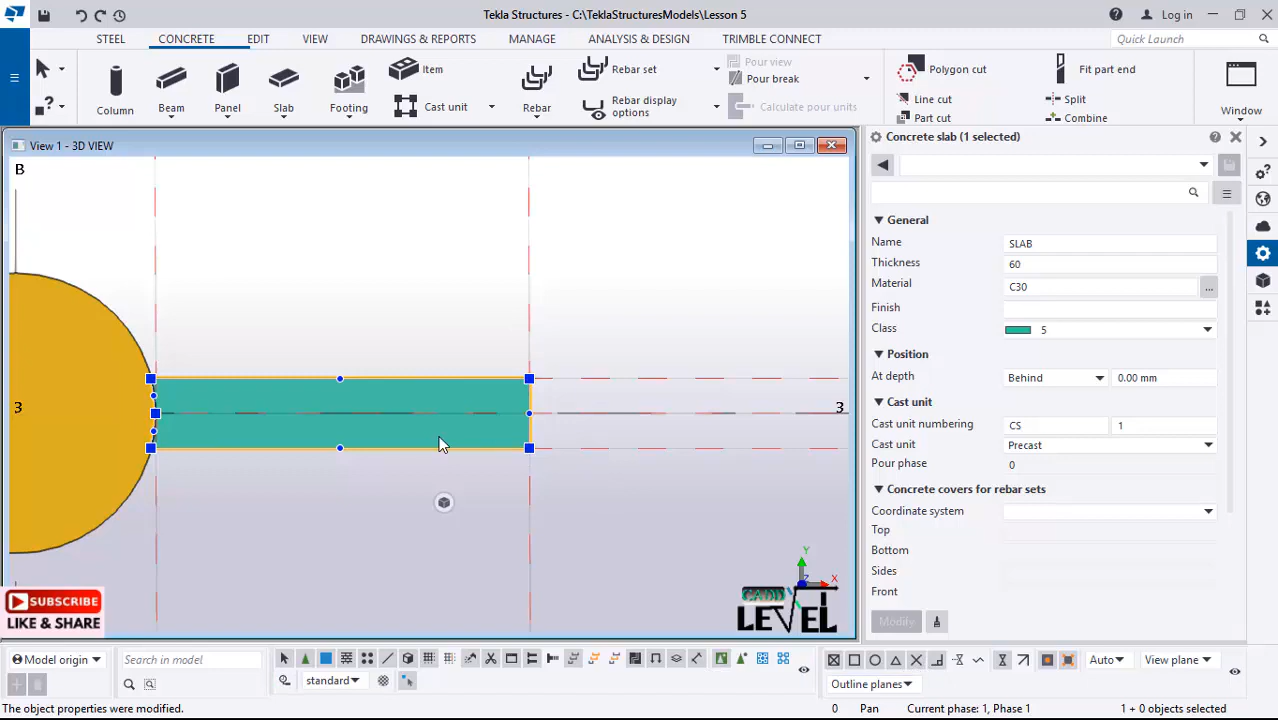 Tekla Structures - C:\TeklaStructuresModels\Lesson 5
Log in
STEEL
CONCRETE
EDIT
VIEW
DRAWINGS & REPORTS
MANAGE
ANALYSIS & DESIGN
TRIMBLE CONNECT
Quick Launch
Column
Beam
Panel
Slab
Footing
Item
Cast unit
Rebar
Rebar set
Rebar display
options
Pour view
Pour break
Calculate pour units
Polygon cut
Line cut
Part cut
Fit part end
Split
Combine
Window
View 1 - 3D VIEW
B
3
3
Y
X
Z
SUBSCRIBE
LIKE & SHARE
CADD
LEVEL
Concrete slab (1 selected)
General
Name SLAB
Thickness 60
Material C30 ...
Finish
Class 5
Position
At depth Behind 0.00 mm
Cast unit
Cast unit numbering CS 1
Cast unit Precast
Pour phase 0
Concrete covers for rebar sets
Coordinate system
Top
Bottom
Sides
Front
Modify
Model origin
Search in model
standard
Auto
View plane
Outline planes
The object properties were modified.
0 Pan Current phase: 1, Phase 1 1 + 0 objects selected